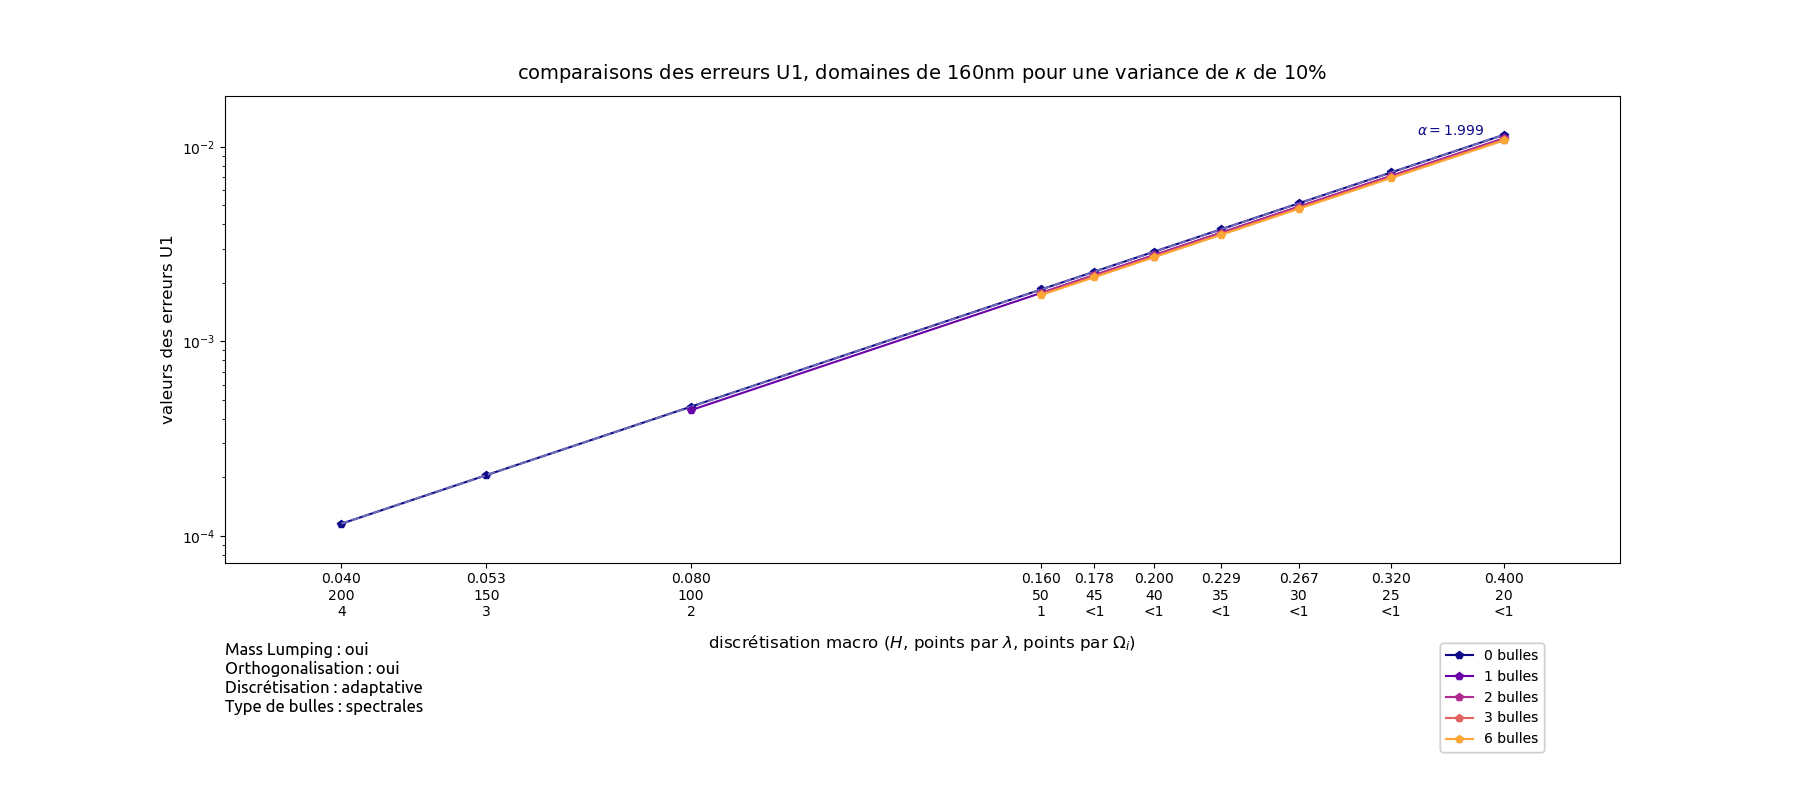 comparaisons des erreurs U1, domaines de 160nm pour une variance de κ de 10%
valeurs des erreurs U1
10⁻²
10⁻³
10⁻⁴
α = 1.999
0.040 0.053 0.080 0.160 0.178 0.200 0.229 0.267 0.320 0.400
200 150 100 50 45 40 35 30 25 20
4 3 2 1 <1 <1 <1 <1 <1 <1
discrétisation macro (H, points par λ, points par Ωᵢ)
Mass Lumping : oui
Orthogonalisation : oui
Discrétisation : adaptative
Type de bulles : spectrales
0 bulles
1 bulles
2 bulles
3 bulles
6 bulles